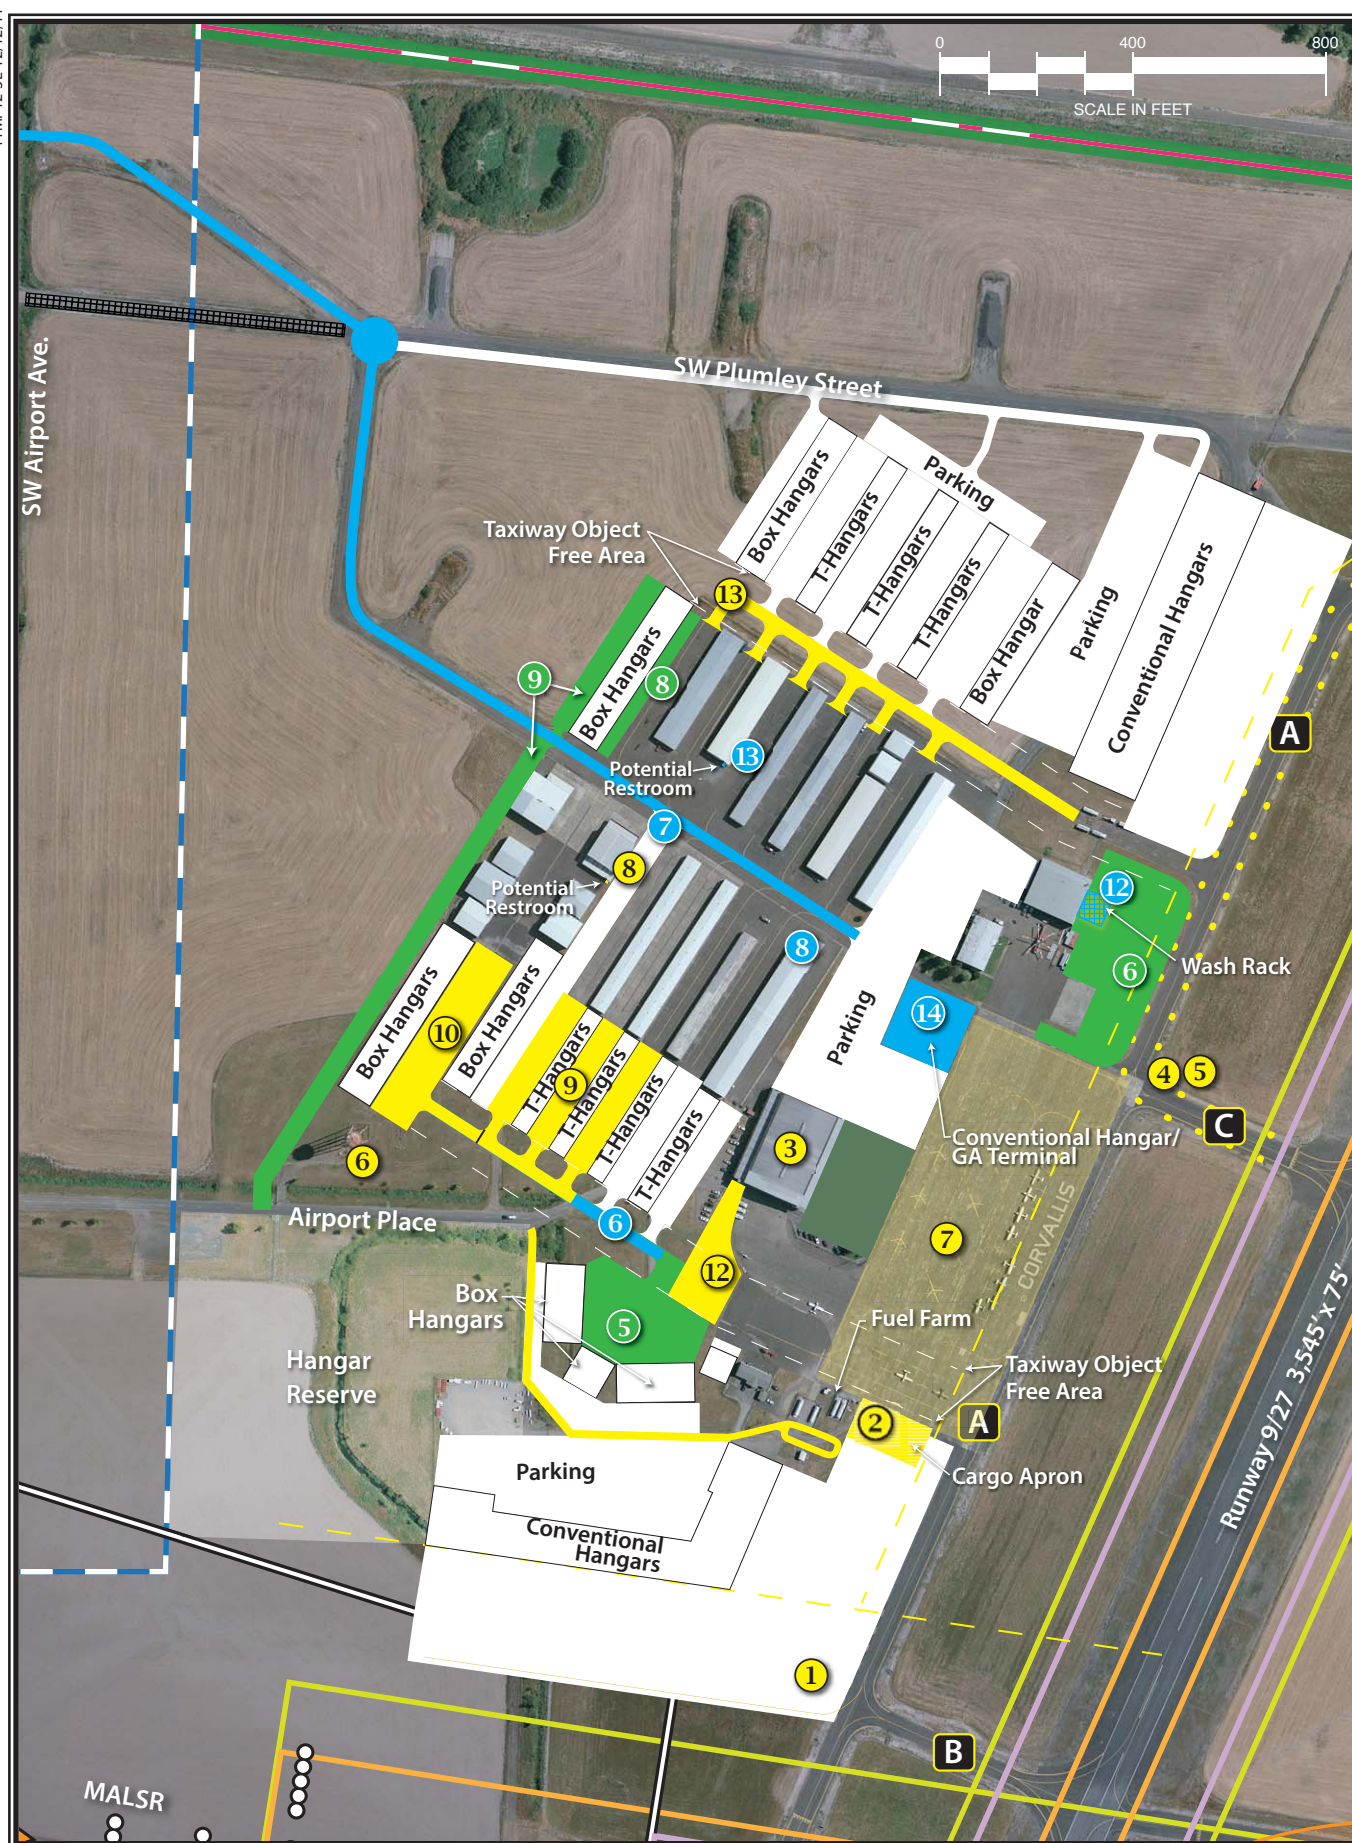 0 400 800
SCALE IN FEET
SW Airport Ave.
SW Plumley Street
Parking
Box Hangars
T-Hangars
T-Hangars
T-Hangars
Box Hangar
Parking
Conventional Hangars
Taxiway Object
Free Area
13
A
9
Box Hangars
8
Potential
Restroom
13
7
8
Potential
Restroom
12
Wash Rack
6
8
Parking
14
Box Hangars
10
Box Hangars
T-Hangars
9
T-Hangars
T-Hangars
T-Hangars
4
5
C
Conventional Hangar/
GA Terminal
3
6
Airport Place
6
7
CORVALLIS
12
Box
Hangars
5
Fuel Farm
Hangar
Reserve
Taxiway Object
Free Area
2
A
Cargo Apron
Runway 9/27 3,545' x 75'
Parking
Conventional
Hangars
1
B
MALSR